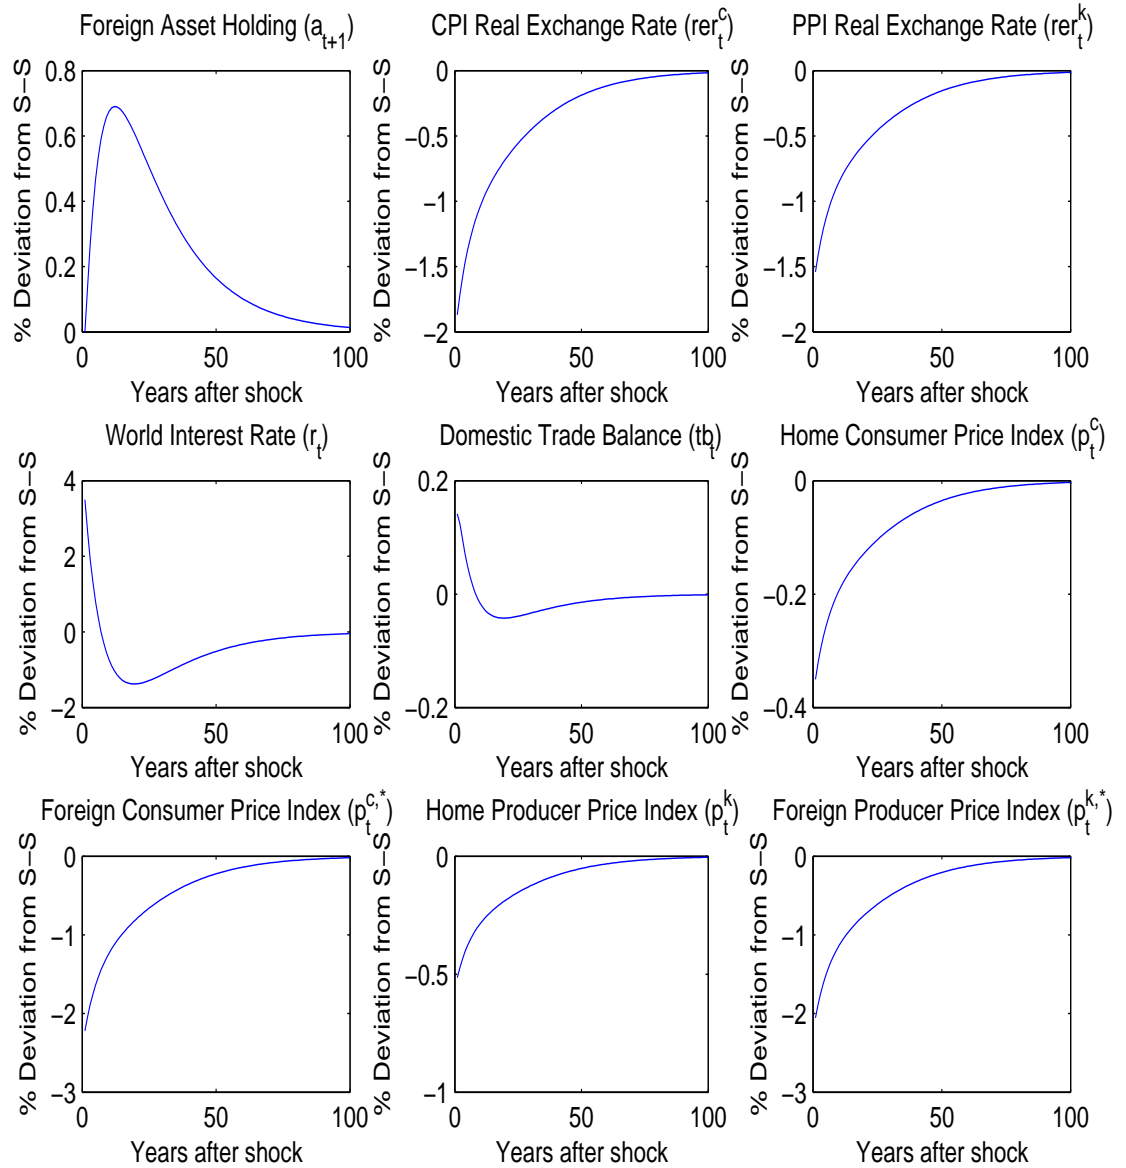 Foreign Asset Holding (a_{t+1})
% Deviation from S−S
0.8
0.6
0.4
0.2
0
0 50 100
Years after shock
CPI Real Exchange Rate (rer_t^c)
% Deviation from S−S
0
−0.5
−1
−1.5
−2
0 50 100
Years after shock
PPI Real Exchange Rate (rer_t^k)
% Deviation from S−S
0
−0.5
−1
−1.5
−2
0 50 100
Years after shock
World Interest Rate (r_t)
% Deviation from S−S
4
2
0
−2
0 50 100
Years after shock
Domestic Trade Balance (tb_t)
% Deviation from S−S
0.2
0
−0.2
0 50 100
Years after shock
Home Consumer Price Index (p_t^c)
% Deviation from S−S
0
−0.2
−0.4
0 50 100
Years after shock
Foreign Consumer Price Index (p_t^{c,*})
% Deviation from S−S
0
−1
−2
−3
0 50 100
Years after shock
Home Producer Price Index (p_t^k)
% Deviation from S−S
0
−0.5
−1
0 50 100
Years after shock
Foreign Producer Price Index (p_t^{k,*})
% Deviation from S−S
0
−1
−2
−3
0 50 100
Years after shock